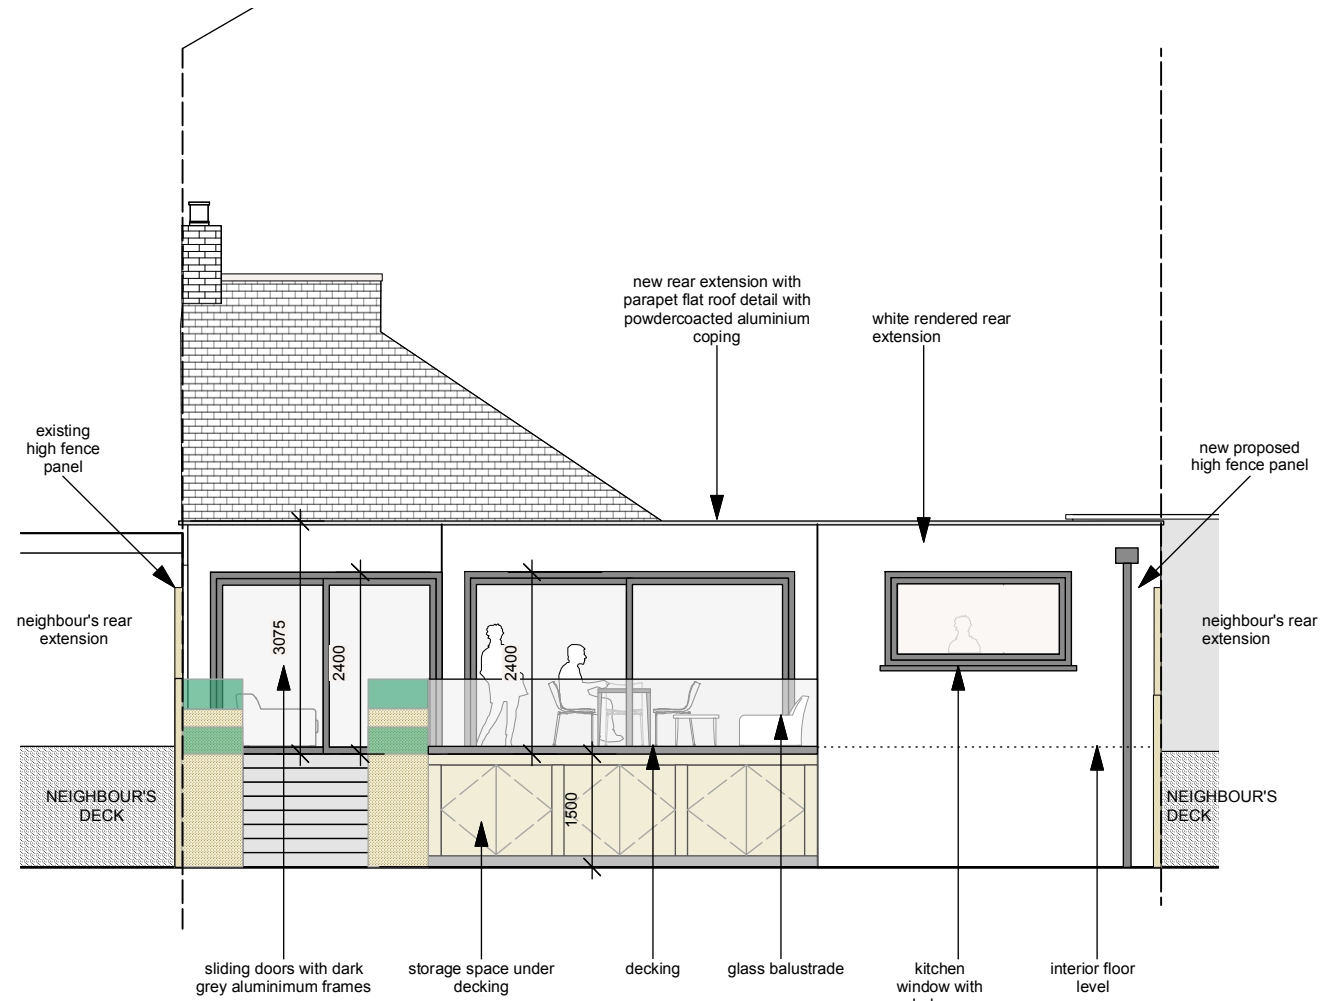 new rear extension with
parapet flat roof detail with
powdercoacted aluminium
coping
white rendered rear
extension
existing
high fence
panel
new proposed
high fence panel
neighbour's rear
extension
3075
2400
2400
neighbour's rear
extension
NEIGHBOUR'S
DECK
1500
NEIGHBOUR'S
DECK
sliding doors with dark
grey aluminimum frames
storage space under
decking
decking
glass balustrade
kitchen
window with
interior floor
level